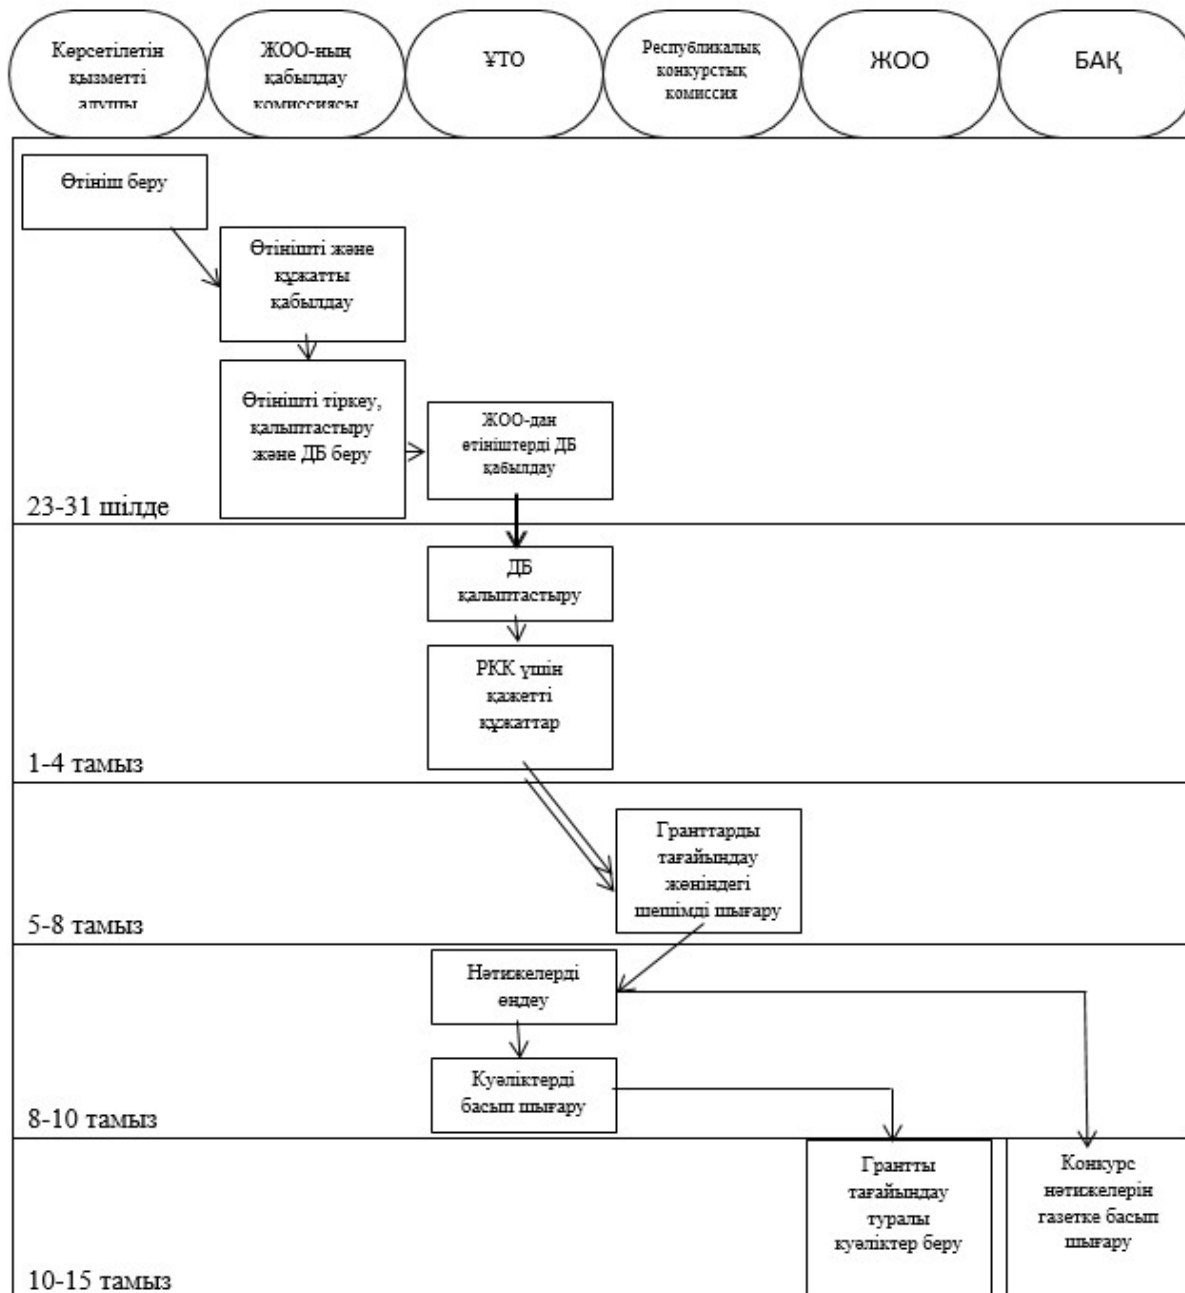 Көрсетілетін
қызметті
алушы
ЖОО-ның
қабылдау
комиссиясы
ҰТО
Республикалық
конкурстық
комиссия
ЖОО
БАҚ
Өтініш беру
Өтінішті және
құжатты
қабылдау
Өтінішті тіркеу,
қалыптастыру
және ДБ беру
ЖОО-дан
өтініштерді ДБ
қабылдау
23-31 шілде
ДБ
қалыптастыру
РКК үшін
қажетті
құжаттар
1-4 тамыз
Гранттарды
тағайындау
жөніндегі
шешімді шығару
5-8 тамыз
Нәтижелерді
өңдеу
Куәліктерді
басып шығару
8-10 тамыз
Грантты
тағайындау
туралы
куәліктер беру
Конкурс
нәтижелерін
газетке басып
шығару
10-15 тамыз